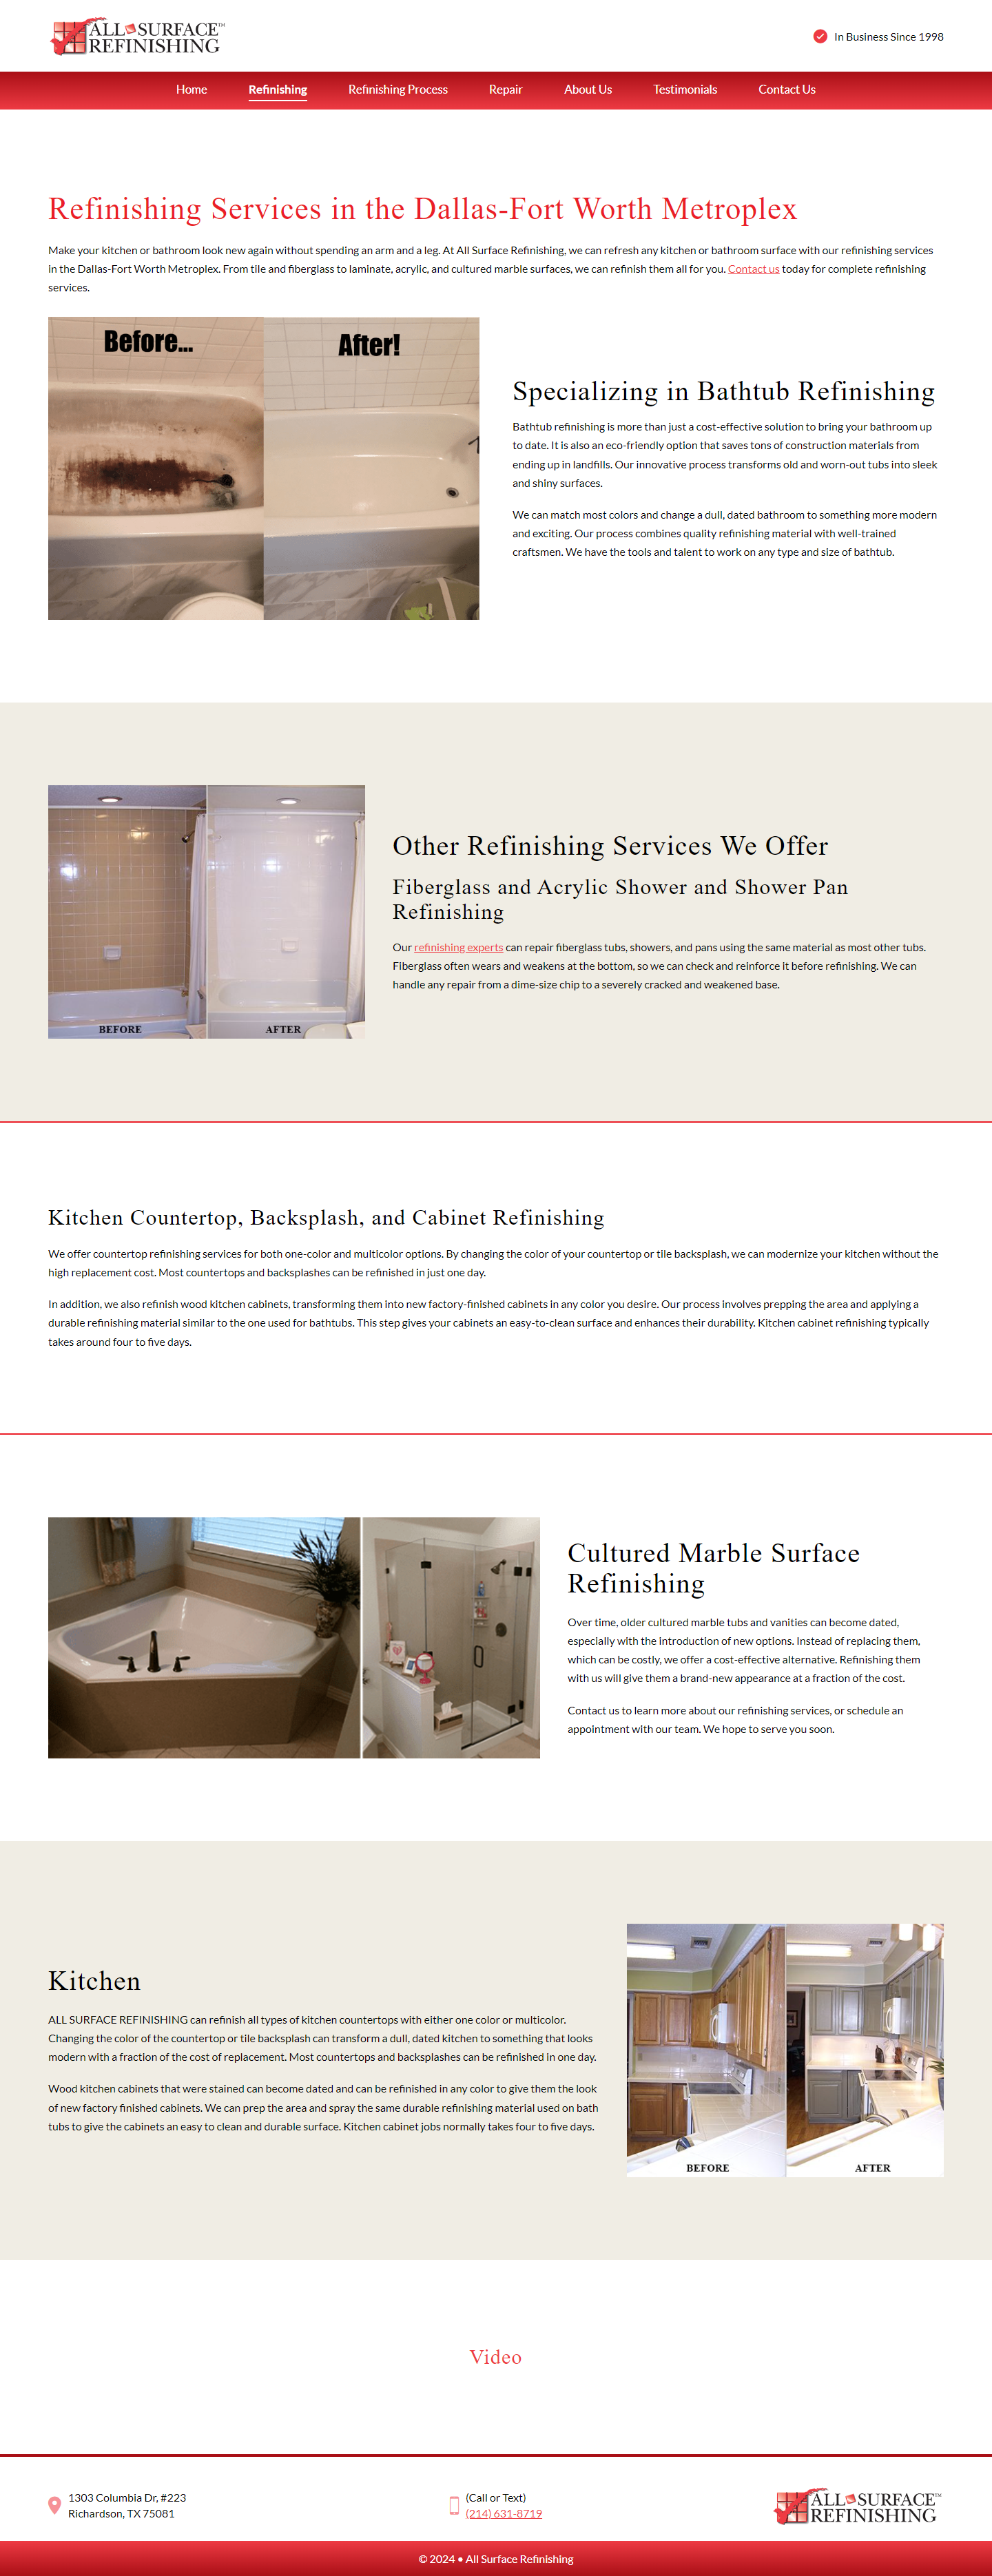 ALL SURFACE™
REFINISHING
In Business Since 1998
Home Refinishing Refinishing Process Repair About Us Testimonials Contact Us
Refinishing Services in the Dallas-Fort Worth Metroplex
Make your kitchen or bathroom look new again without spending an arm and a leg. At All Surface Refinishing, we can refresh any kitchen or bathroom surface with our refinishing services
in the Dallas-Fort Worth Metroplex. From tile and fiberglass to laminate, acrylic, and cultured marble surfaces, we can refinish them all for you. Contact us today for complete refinishing
services.
Before... After!
Specializing in Bathtub Refinishing
Bathtub refinishing is more than just a cost-effective solution to bring your bathroom up
to date. It is also an eco-friendly option that saves tons of construction materials from
ending up in landfills. Our innovative process transforms old and worn-out tubs into sleek
and shiny surfaces.
We can match most colors and change a dull, dated bathroom to something more modern
and exciting. Our process combines quality refinishing material with well-trained
craftsmen. We have the tools and talent to work on any type and size of bathtub.
BEFORE AFTER
Other Refinishing Services We Offer
Fiberglass and Acrylic Shower and Shower Pan
Refinishing
Our refinishing experts can repair fiberglass tubs, showers, and pans using the same material as most other tubs.
Fiberglass often wears and weakens at the bottom, so we can check and reinforce it before refinishing. We can
handle any repair from a dime-size chip to a severely cracked and weakened base.
Kitchen Countertop, Backsplash, and Cabinet Refinishing
We offer countertop refinishing services for both one-color and multicolor options. By changing the color of your countertop or tile backsplash, we can modernize your kitchen without the
high replacement cost. Most countertops and backsplashes can be refinished in just one day.
In addition, we also refinish wood kitchen cabinets, transforming them into new factory-finished cabinets in any color you desire. Our process involves prepping the area and applying a
durable refinishing material similar to the one used for bathtubs. This step gives your cabinets an easy-to-clean surface and enhances their durability. Kitchen cabinet refinishing typically
takes around four to five days.
Cultured Marble Surface
Refinishing
Over time, older cultured marble tubs and vanities can become dated,
especially with the introduction of new options. Instead of replacing them,
which can be costly, we offer a cost-effective alternative. Refinishing them
with us will give them a brand-new appearance at a fraction of the cost.
Contact us to learn more about our refinishing services, or schedule an
appointment with our team. We hope to serve you soon.
Kitchen
ALL SURFACE REFINISHING can refinish all types of kitchen countertops with either one color or multicolor.
Changing the color of the countertop or tile backsplash can transform a dull, dated kitchen to something that looks
modern with a fraction of the cost of replacement. Most countertops and backsplashes can be refinished in one day.
Wood kitchen cabinets that were stained can become dated and can be refinished in any color to give them the look
of new factory finished cabinets. We can prep the area and spray the same durable refinishing material used on bath
tubs to give the cabinets an easy to clean and durable surface. Kitchen cabinet jobs normally takes four to five days.
BEFORE AFTER
Video
1303 Columbia Dr, #223
Richardson, TX 75081
(Call or Text)
(214) 631-8719
ALL SURFACE™
REFINISHING
© 2024 • All Surface Refinishing